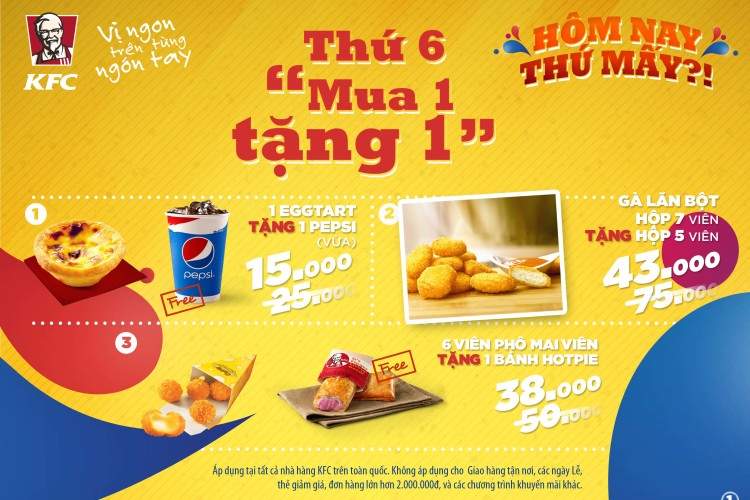 KFC
Vị ngon
trên từng
ngón tay
Thứ 6
“Mua 1
tặng 1”
HÔM NAY
THỨ MẤY?!
1
pepsi
Free
1 EGGTART
TẶNG 1 PEPSI
(VỪA)
15.000
25.000
2
GÀ LĂN BỘT
HỘP 7 VIÊN
TẶNG HỘP 5 VIÊN
43.000
75.000
3
Free
6 VIÊN PHÔ MAI VIÊN
TẶNG 1 BÁNH HOTPIE
38.000
50.000
Áp dụng tại tất cả nhà hàng KFC trên toàn quốc. Không áp dụng cho Giao hàng tận nơi, các ngày Lễ,
thẻ giảm giá, đơn hàng lớn hơn 2.000.000đ, và các chương trình khuyến mãi khác.